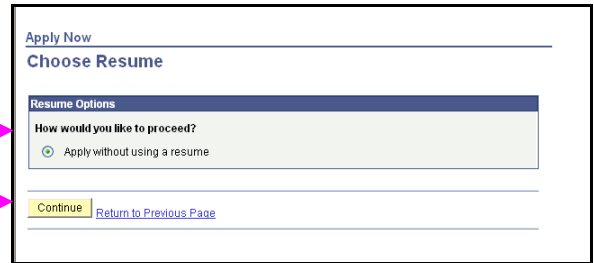 Apply Now
Choose Resume
Resume Options
How would you like to proceed?
Apply without using a resume
Continue Return to Previous Page